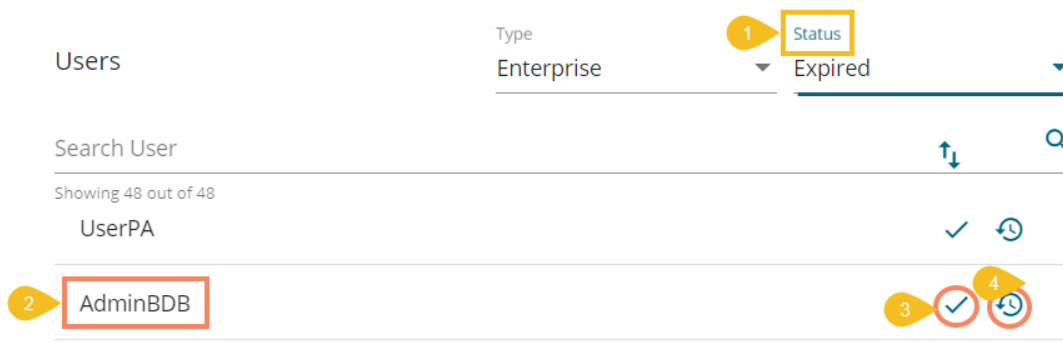 Users
Type
Enterprise
1
Status
Expired
Search User
Showing 48 out of 48
UserPA
2
AdminBDB
3
4